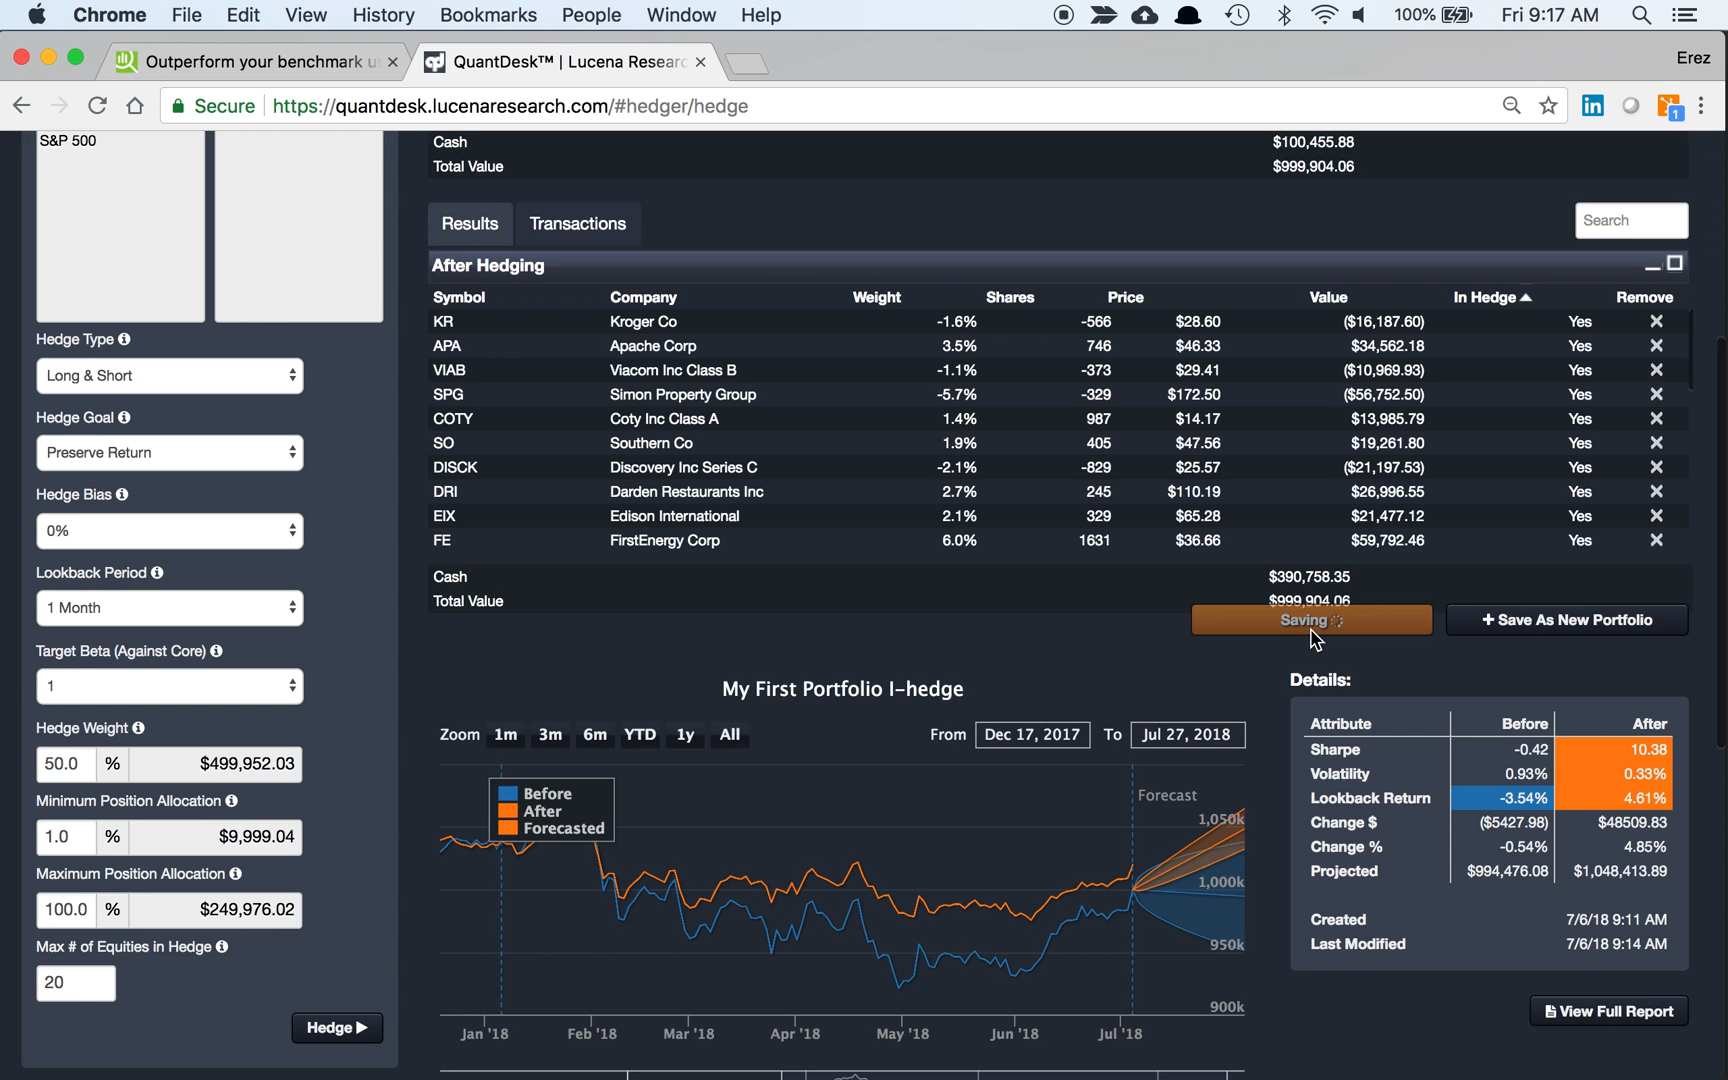 Chrome File Edit View History Bookmarks People Window Help 100% Fri 9:17 AM
Outperform your benchmark us QuantDesk™ | Lucena Researc Erez
Secure https://quantdesk.lucenaresearch.com/#hedger/hedge 1
S&P 500
Hedge Type
Long & Short
Hedge Goal
Preserve Return
Hedge Bias
0%
Lookback Period
1 Month
Target Beta (Against Core)
1
Hedge Weight
50.0 % $499,952.03
Minimum Position Allocation
1.0 % $9,999.04
Maximum Position Allocation
100.0 % $249,976.02
Max # of Equities in Hedge
20
Hedge
Cash $100,455.88
Total Value $999,904.06
Results Transactions Search
After Hedging
Symbol Company Weight Shares Price Value In Hedge Remove
KR Kroger Co -1.6% -566 $28.60 ($16,187.60) Yes
APA Apache Corp 3.5% 746 $46.33 $34,562.18 Yes
VIAB Viacom Inc Class B -1.1% -373 $29.41 ($10,969.93) Yes
SPG Simon Property Group -5.7% -329 $172.50 ($56,752.50) Yes
COTY Coty Inc Class A 1.4% 987 $14.17 $13,985.79 Yes
SO Southern Co 1.9% 405 $47.56 $19,261.80 Yes
DISCK Discovery Inc Series C -2.1% -829 $25.57 ($21,197.53) Yes
DRI Darden Restaurants Inc 2.7% 245 $110.19 $26,996.55 Yes
EIX Edison International 2.1% 329 $65.28 $21,477.12 Yes
FE FirstEnergy Corp 6.0% 1631 $36.66 $59,792.46 Yes
Cash $390,758.35
Total Value $999,904.06
Saving + Save As New Portfolio
My First Portfolio I-hedge
Zoom 1m 3m 6m YTD 1y All From Dec 17, 2017 To Jul 27, 2018
Before
After
Forecasted
Forecast
1,050k
1,000k
950k
900k
Jan '18 Feb '18 Mar '18 Apr '18 May '18 Jun '18 Jul '18
Details:
Attribute Before After
Sharpe -0.42 10.38
Volatility 0.93% 0.33%
Lookback Return -3.54% 4.61%
Change $ ($5427.98) $48509.83
Change % -0.54% 4.85%
Projected $994,476.08 $1,048,413.89
Created 7/6/18 9:11 AM
Last Modified 7/6/18 9:14 AM
View Full Report